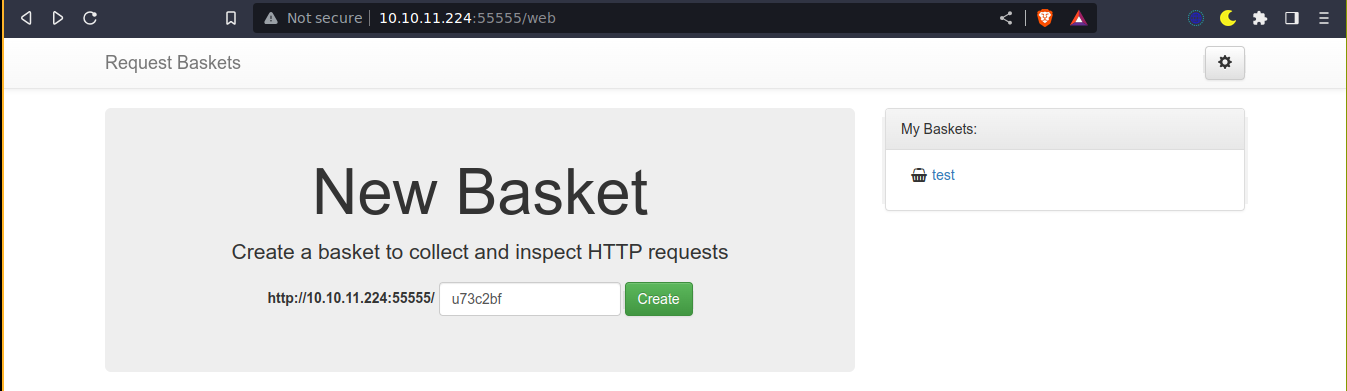 Not secure 10.10.11.224:55555/web
Request Baskets
New Basket
Create a basket to collect and inspect HTTP requests
http://10.10.11.224:55555/ u73c2bf Create
My Baskets:
test